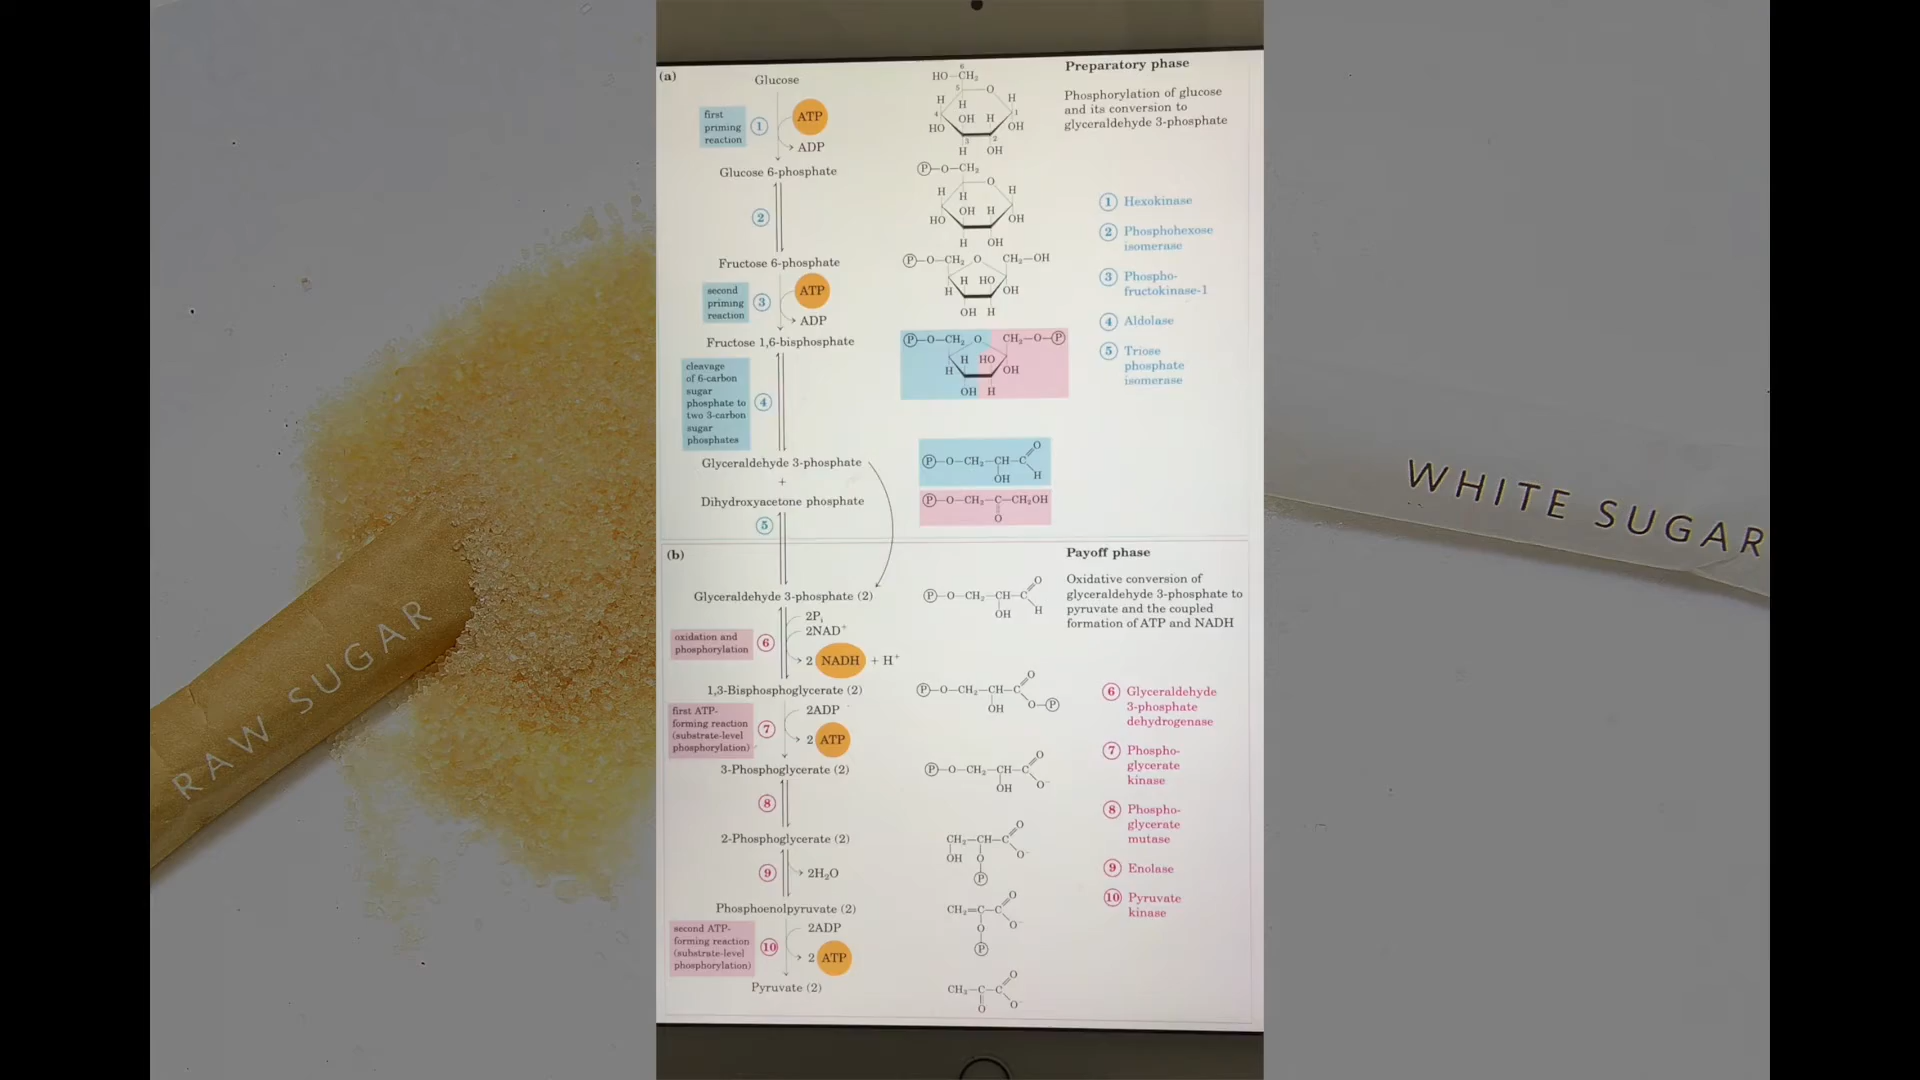 (a)
Glucose
first
priming
reaction
1
ATP
ADP
Glucose 6-phosphate
2
Fructose 6-phosphate
second
priming
reaction
3
ATP
ADP
Fructose 1,6-bisphosphate
cleavage
of 6-carbon
sugar
phosphate to
two 3-carbon
sugar
phosphates
4
Glyceraldehyde 3-phosphate
+
Dihydroxyacetone phosphate
5
Preparatory phase
Phosphorylation of glucose
and its conversion to
glyceraldehyde 3-phosphate
1 Hexokinase
2 Phosphohexose
isomerase
3 Phospho-
fructokinase-1
4 Aldolase
5 Triose
phosphate
isomerase
(b)
Glyceraldehyde 3-phosphate (2)
oxidation and
phosphorylation
6
2Pi
2NAD+
2 NADH + H+
1,3-Bisphosphoglycerate (2)
first ATP-
forming reaction
(substrate-level
phosphorylation)
7
2ADP
2 ATP
3-Phosphoglycerate (2)
8
2-Phosphoglycerate (2)
9
2H₂O
Phosphoenolpyruvate (2)
second ATP-
forming reaction
(substrate-level
phosphorylation)
10
2ADP
2 ATP
Pyruvate (2)
Payoff phase
Oxidative conversion of
glyceraldehyde 3-phosphate to
pyruvate and the coupled
formation of ATP and NADH
6 Glyceraldehyde
3-phosphate
dehydrogenase
7 Phospho-
glycerate
kinase
8 Phospho-
glycerate
mutase
9 Enolase
10 Pyruvate
kinase
RAW SUGAR
WHITE SUGAR